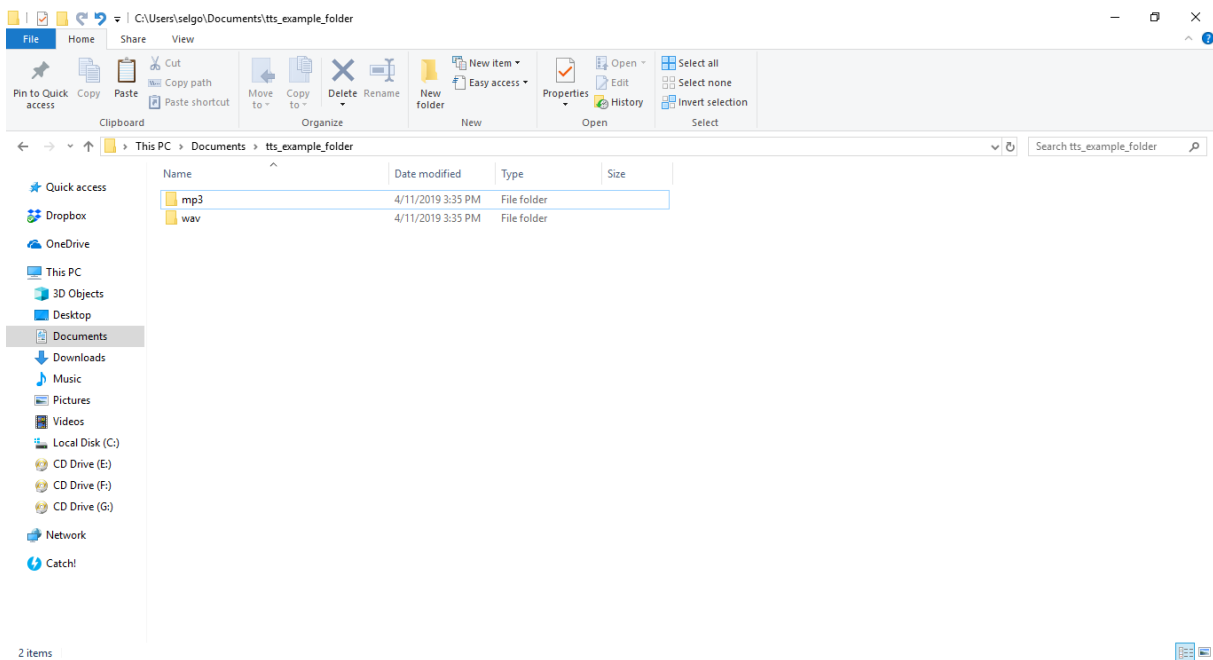 C:\Users\selgo\Documents\tts_example_folder
File Home Share View
Pin to Quick access
Copy
Paste
Cut
Copy path
Paste shortcut
Clipboard
Move to
Copy to
Delete
Rename
Organize
New folder
New item
Easy access
New
Properties
Open
Edit
History
Open
Select all
Select none
Invert selection
Select
This PC > Documents > tts_example_folder
Search tts_example_folder
Name Date modified Type Size
mp3 4/11/2019 3:35 PM File folder
wav 4/11/2019 3:35 PM File folder
Quick access
Dropbox
OneDrive
This PC
3D Objects
Desktop
Documents
Downloads
Music
Pictures
Videos
Local Disk (C:)
CD Drive (E:)
CD Drive (F:)
CD Drive (G:)
Network
Catch!
2 items